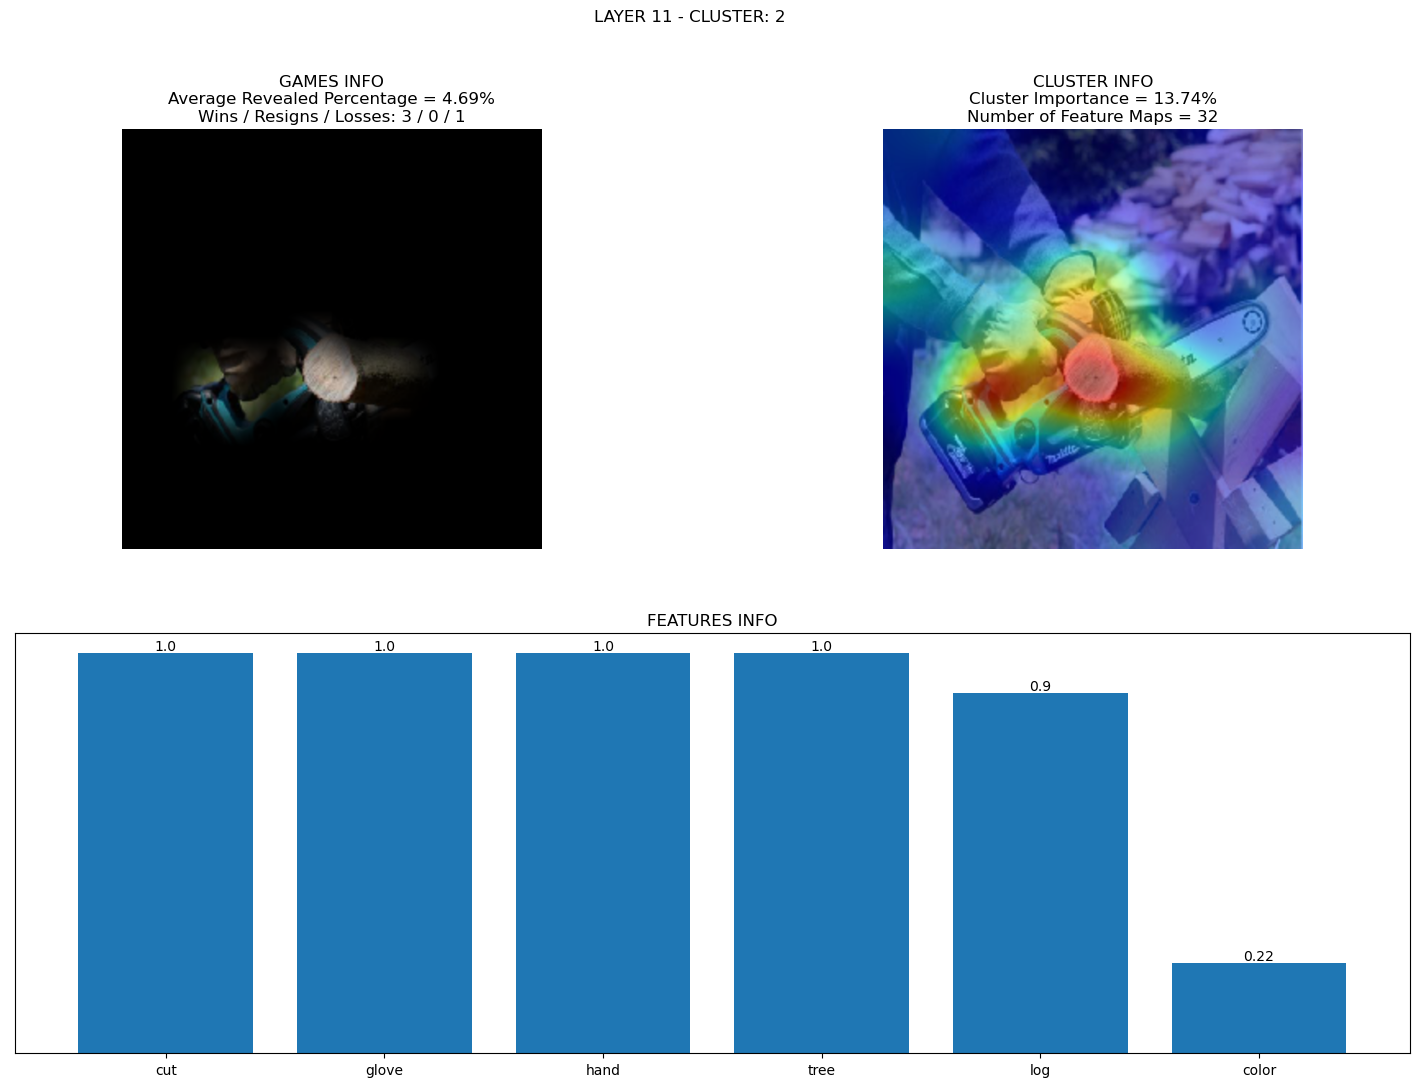 LAYER 11 - CLUSTER: 2
GAMES INFO
Average Revealed Percentage = 4.69%
Wins / Resigns / Losses: 3 / 0 / 1
CLUSTER INFO
Cluster Importance = 13.74%
Number of Feature Maps = 32
FEATURES INFO
1.0
1.0
1.0
1.0
0.9
0.22
cut
glove
hand
tree
log
color